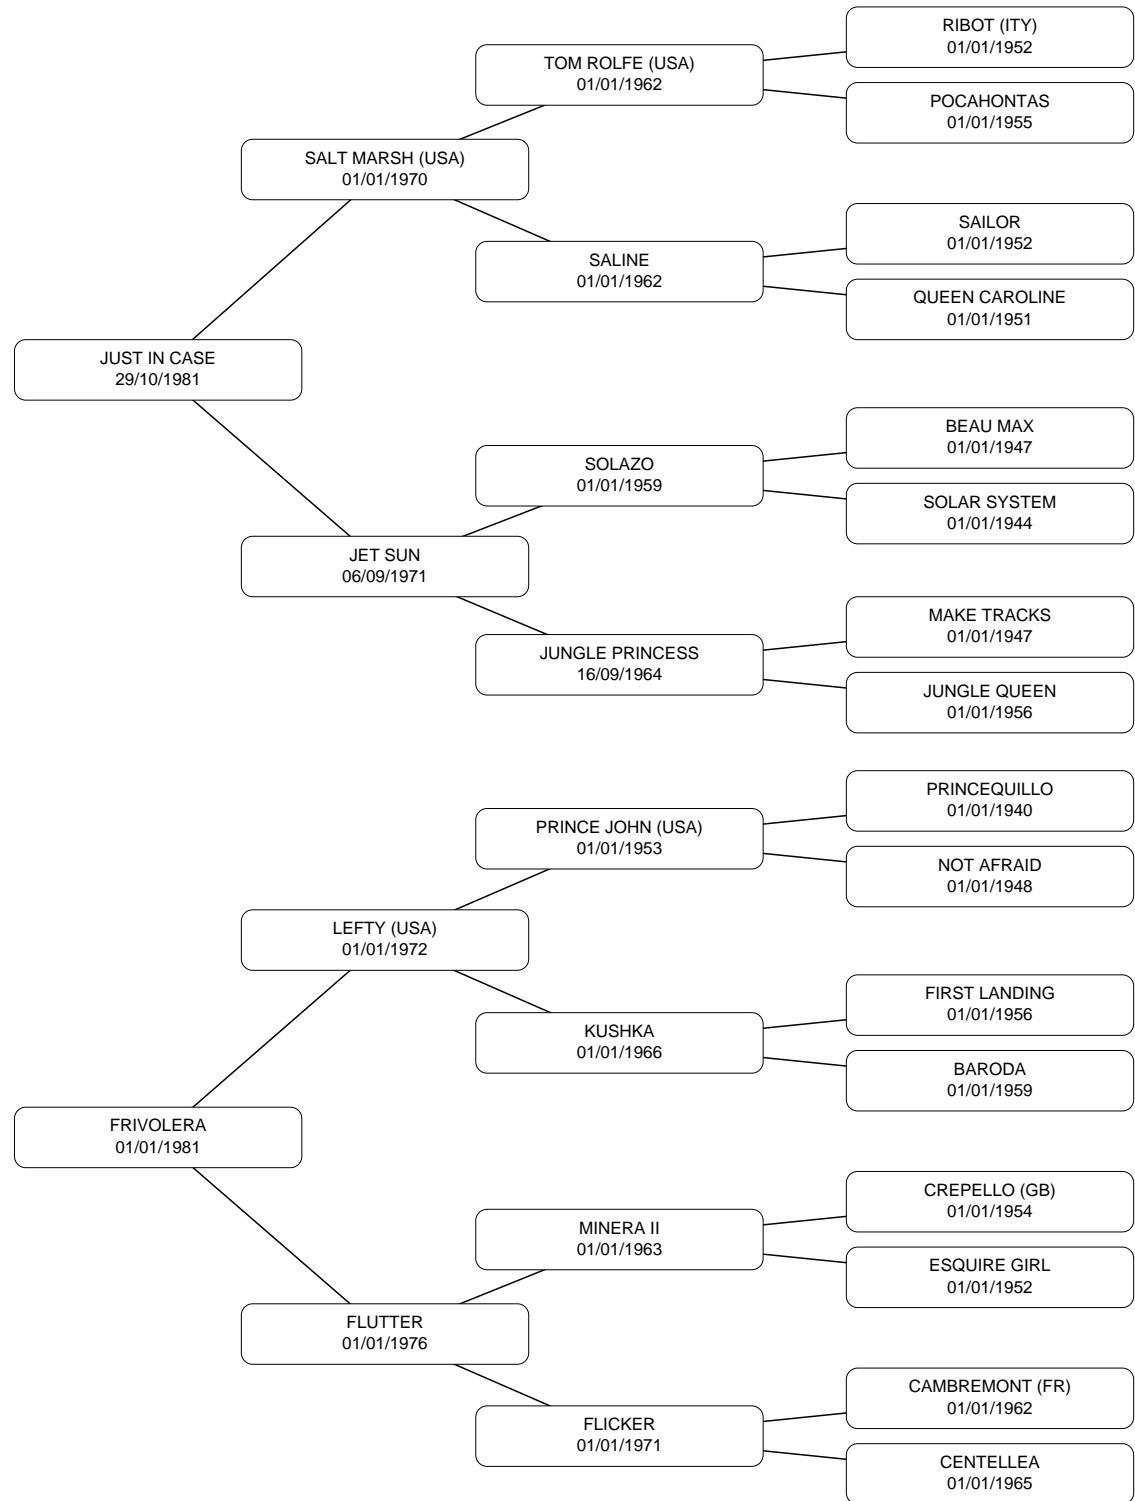 RIBOT (ITY)
01/01/1952
TOM ROLFE (USA)
01/01/1962
POCAHONTAS
01/01/1955
SALT MARSH (USA)
01/01/1970
SAILOR
01/01/1952
SALINE
01/01/1962
QUEEN CAROLINE
01/01/1951
JUST IN CASE
29/10/1981
BEAU MAX
01/01/1947
SOLAZO
01/01/1959
SOLAR SYSTEM
01/01/1944
JET SUN
06/09/1971
MAKE TRACKS
01/01/1947
JUNGLE PRINCESS
16/09/1964
JUNGLE QUEEN
01/01/1956
PRINCEQUILLO
01/01/1940
PRINCE JOHN (USA)
01/01/1953
NOT AFRAID
01/01/1948
LEFTY (USA)
01/01/1972
FIRST LANDING
01/01/1956
KUSHKA
01/01/1966
BARODA
01/01/1959
FRIVOLERA
01/01/1981
CREPELLO (GB)
01/01/1954
MINERA II
01/01/1963
ESQUIRE GIRL
01/01/1952
FLUTTER
01/01/1976
CAMBREMONT (FR)
01/01/1962
FLICKER
01/01/1971
CENTELLEA
01/01/1965